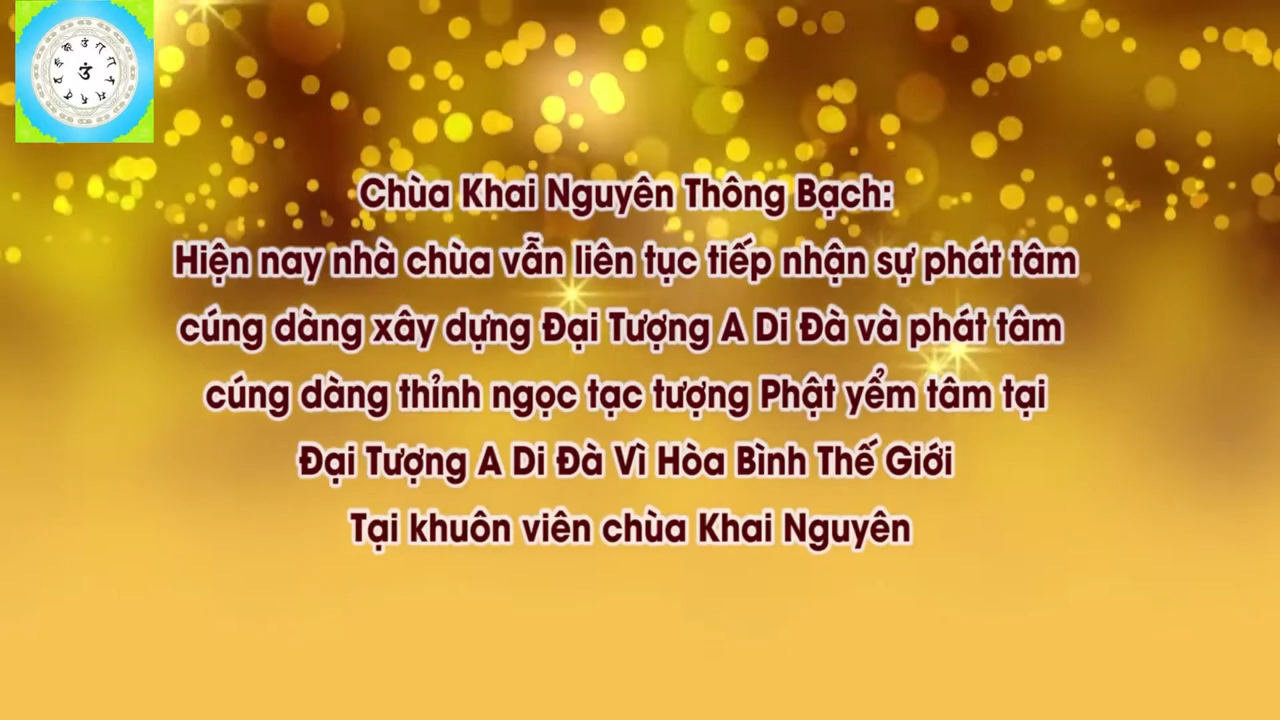 Chùa Khai Nguyên Thông Bạch:
Hiện nay nhà chùa vẫn liên tục tiếp nhận sự phát tâm
cúng dàng xây dựng Đại Tượng A Di Đà và phát tâm
cúng dàng thỉnh ngọc tạc tượng Phật yểm tâm tại
Đại Tượng A Di Đà Vì Hòa Bình Thế Giới
Tại khuôn viên chùa Khai Nguyên